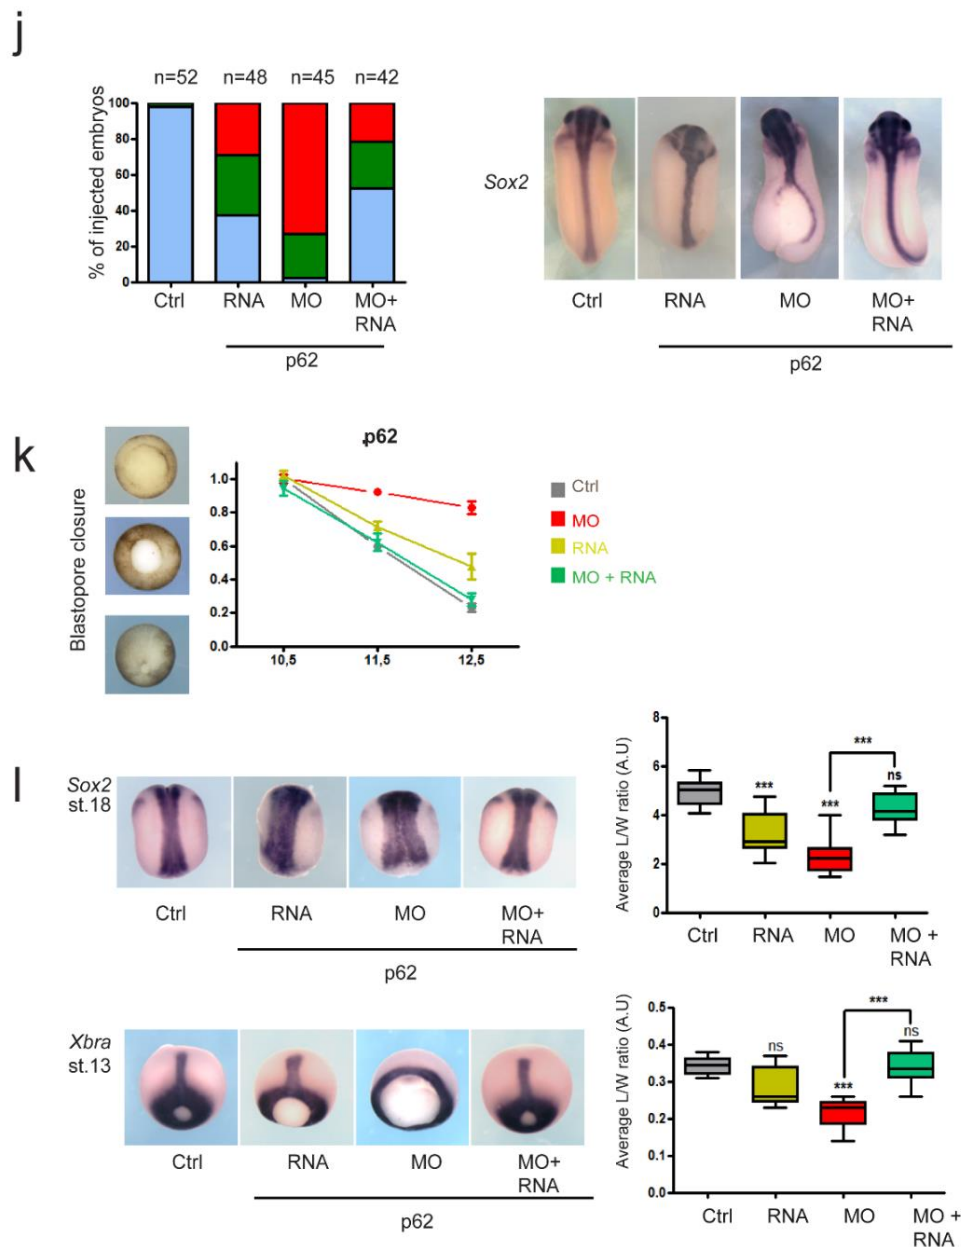 j
n=52 n=48 n=45 n=42
% of injected embryos
100
80
60
40
20
0
Ctrl RNA MO MO+
RNA
p62
Sox2
Ctrl RNA MO MO+
RNA
p62
k
Blastopore closure
p62
1.0
0.8
0.6
0.4
0.2
0.0
10,5 11,5 12,5
Ctrl
MO
RNA
MO + RNA
l
Sox2
st.18
Ctrl RNA MO MO+
RNA
p62
Average L/W ratio (A.U)
8
6
4
2
0
*** *** *** ns
Ctrl RNA MO MO +
RNA
Xbra
st.13
Ctrl RNA MO MO+
RNA
p62
Average L/W ratio (A.U)
0.5
0.4
0.3
0.2
0.1
0.0
ns *** *** ns
Ctrl RNA MO MO +
RNA